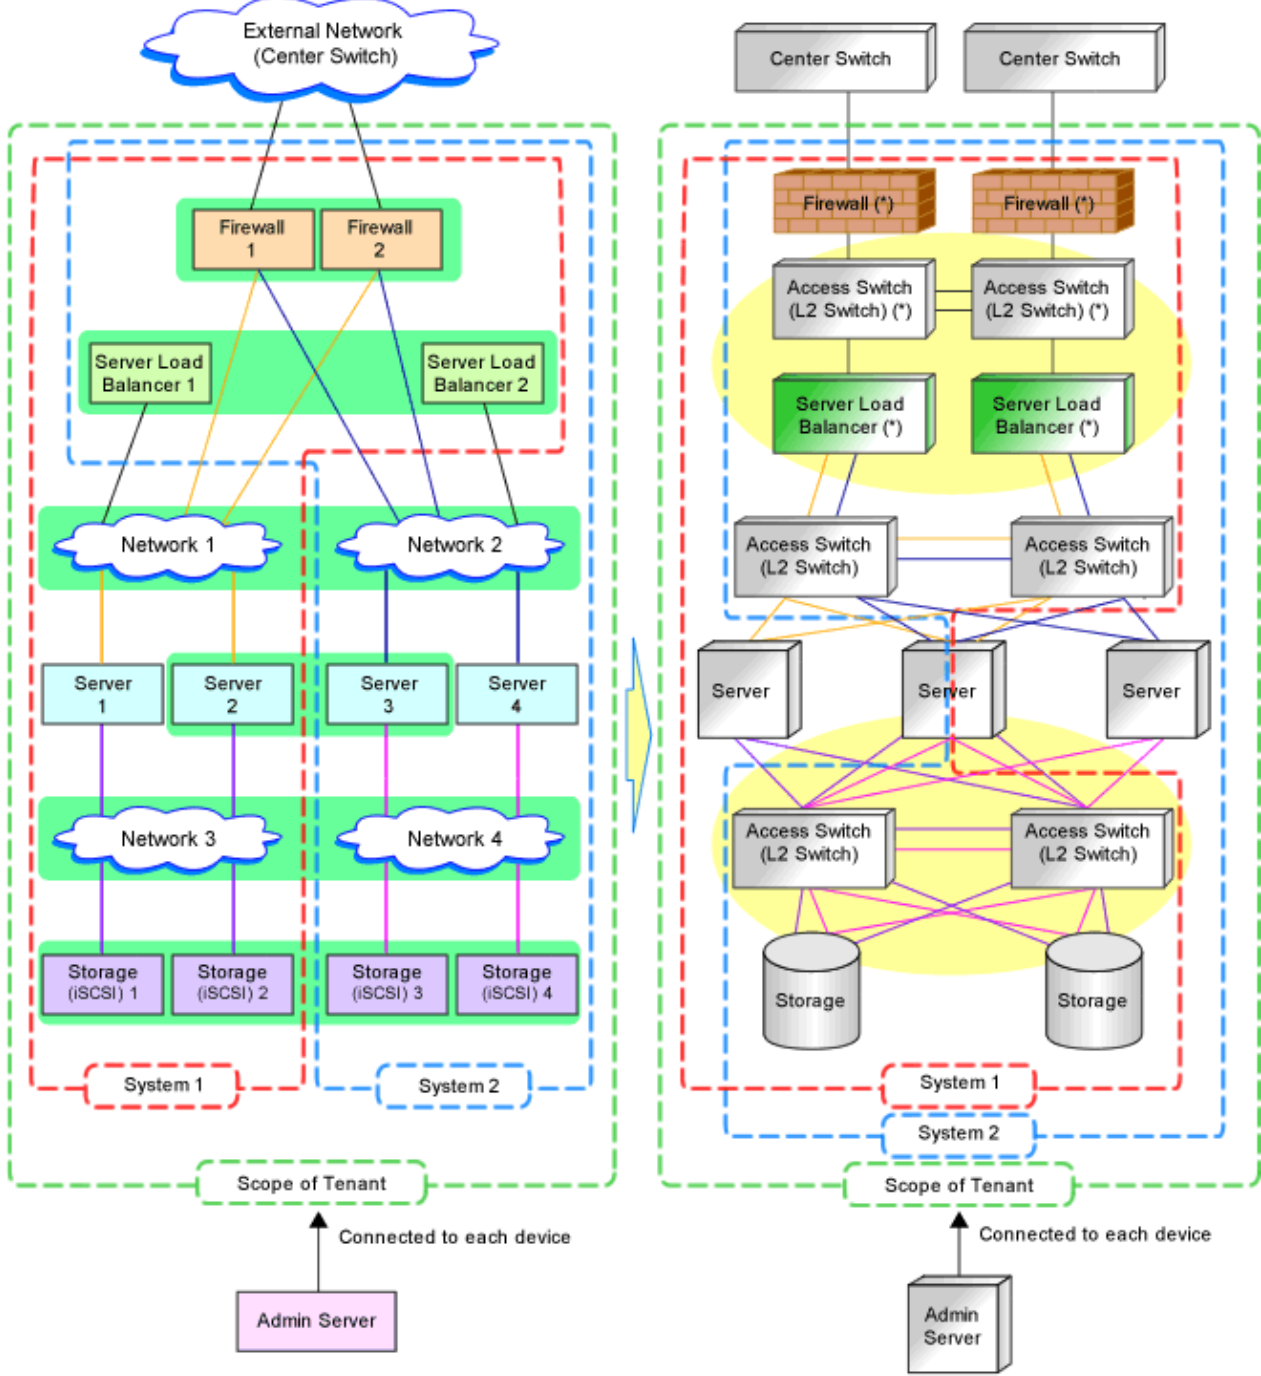 External Network
(Center Switch)
Firewall
1
Firewall
2
Server Load
Balancer 1
Server Load
Balancer 2
Network 1
Network 2
Server
1
Server
2
Server
3
Server
4
Network 3
Network 4
Storage
(iSCSI) 1
Storage
(iSCSI) 2
Storage
(iSCSI) 3
Storage
(iSCSI) 4
System 1
System 2
Scope of Tenant
Connected to each device
Admin Server
Center Switch
Center Switch
Firewall (*)
Firewall (*)
Access Switch
(L2 Switch) (*)
Access Switch
(L2 Switch) (*)
Server Load
Balancer (*)
Server Load
Balancer (*)
Access Switch
(L2 Switch)
Access Switch
(L2 Switch)
Server
Server
Server
Access Switch
(L2 Switch)
Access Switch
(L2 Switch)
Storage
Storage
System 1
System 2
Scope of Tenant
Connected to each device
Admin
Server